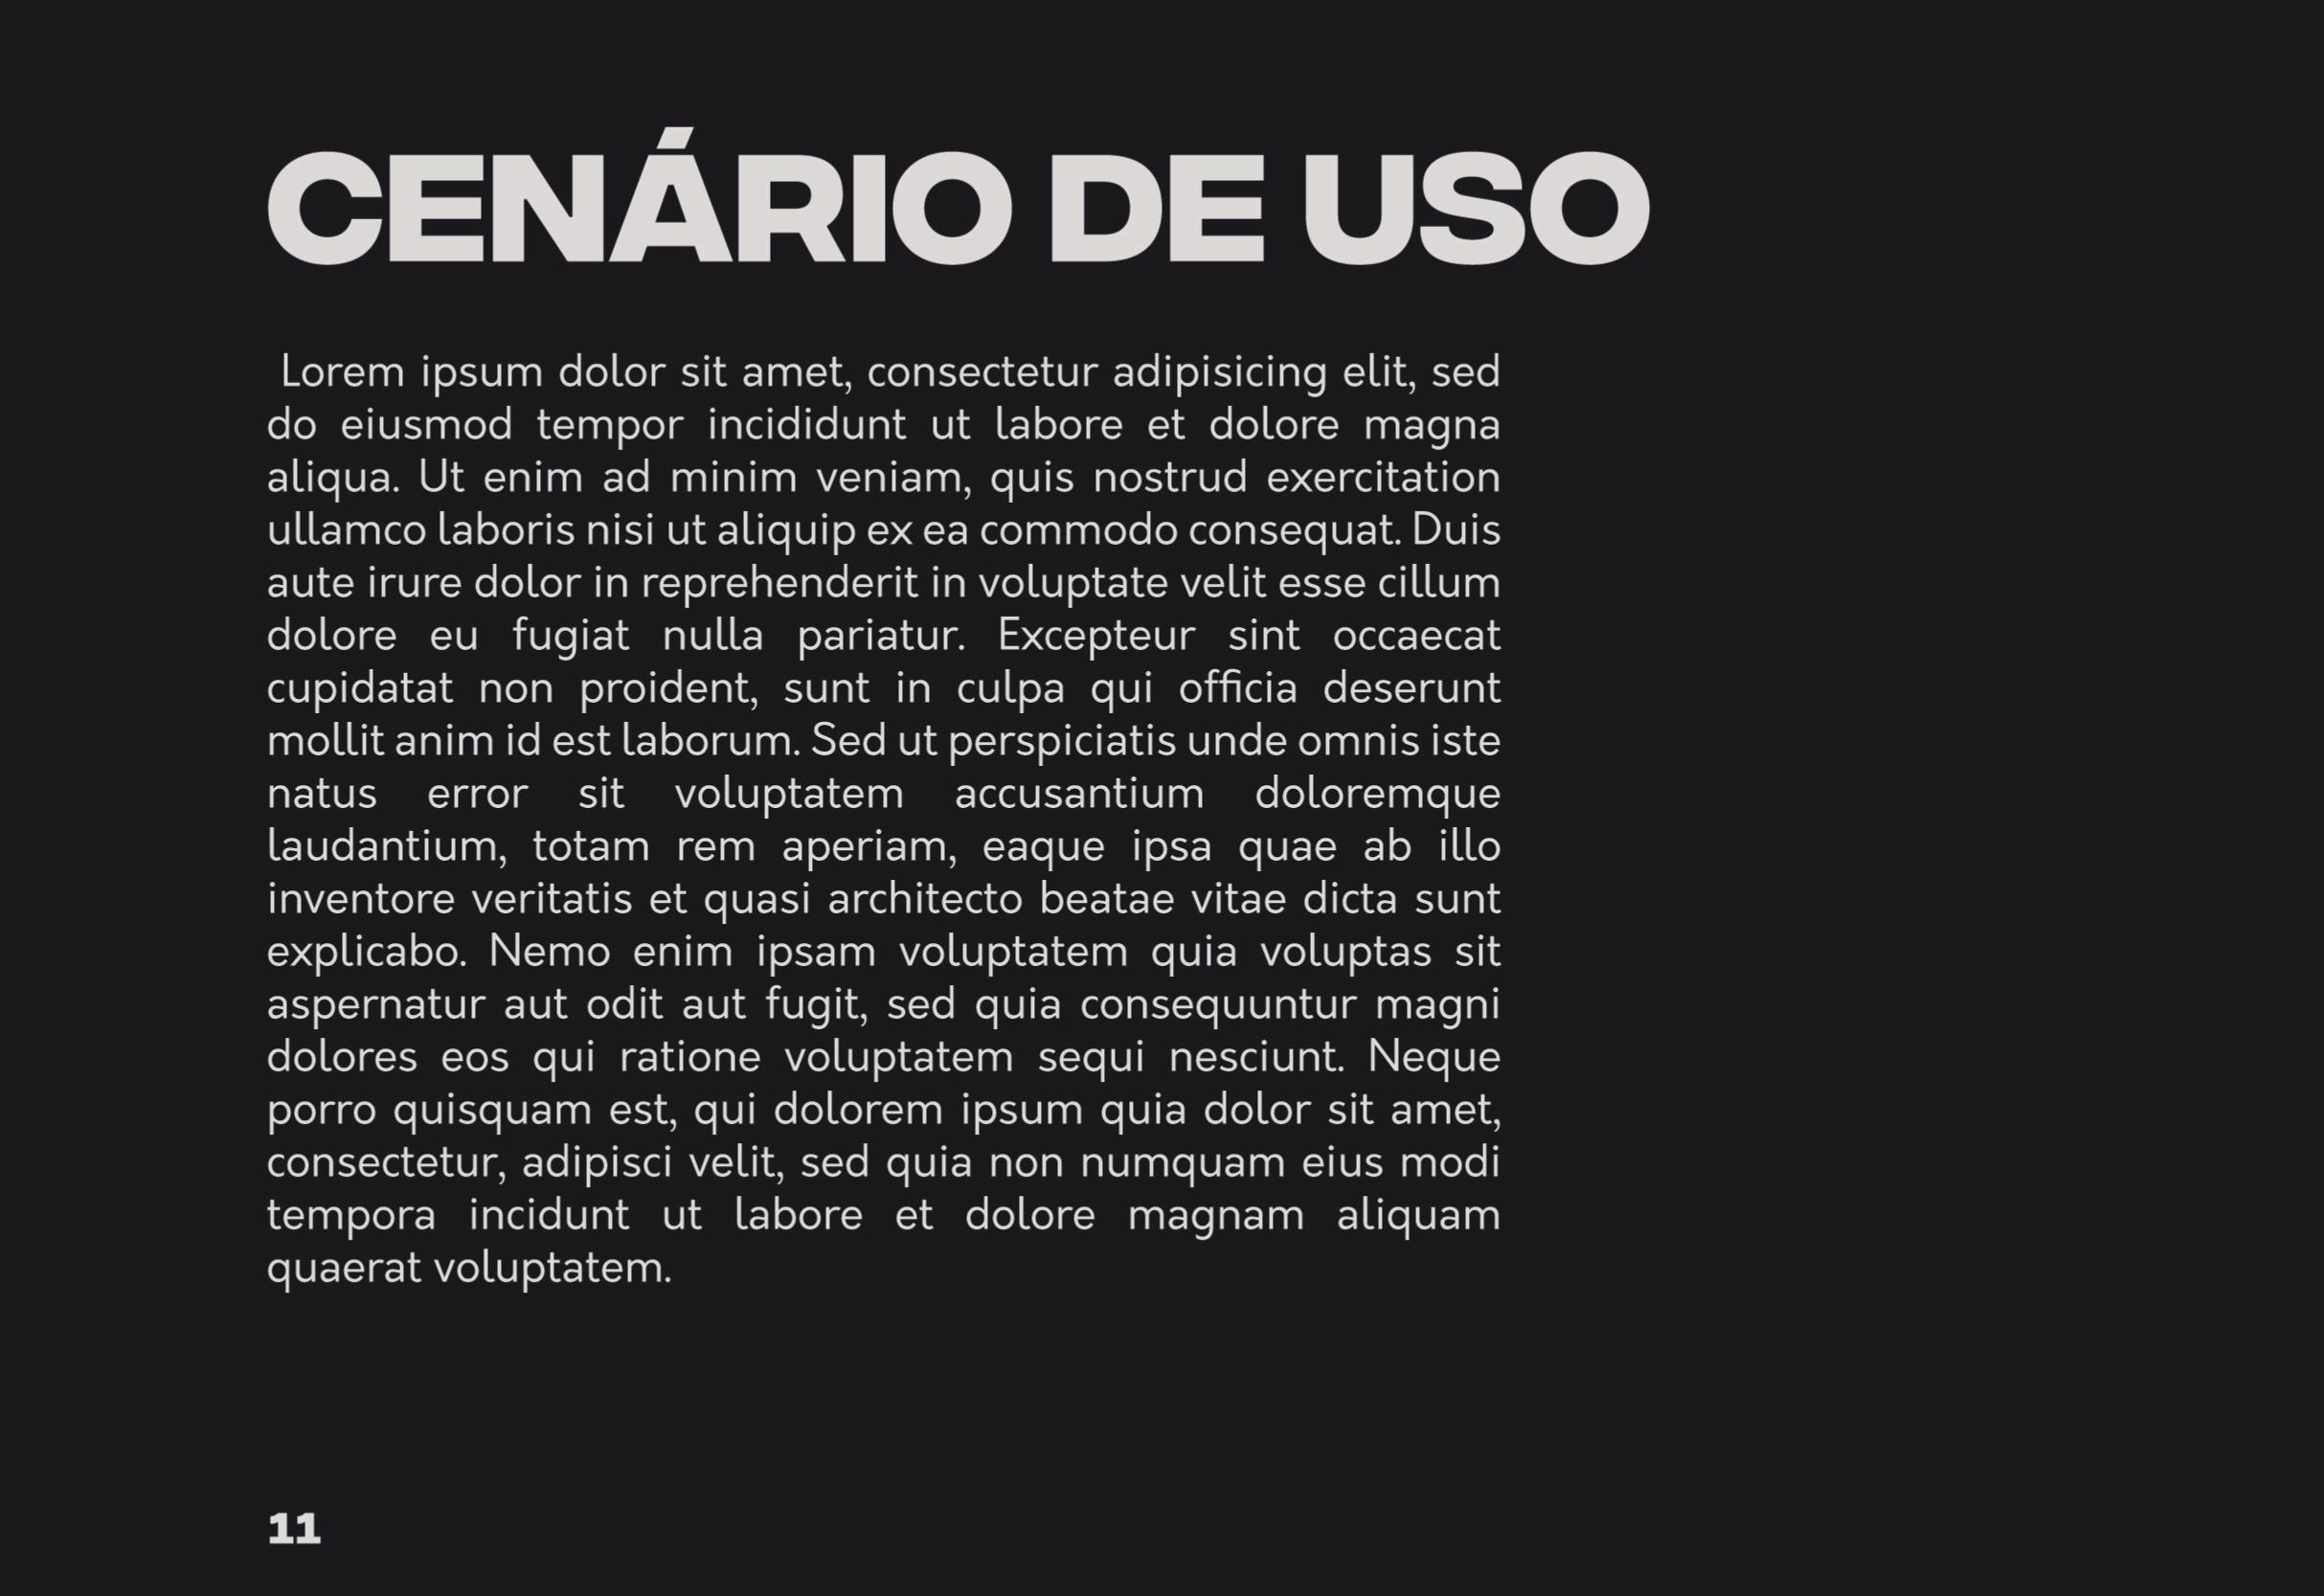 CENÁRIO DE USO
Lorem ipsum dolor sit amet, consectetur adipisicing elit, sed
do eiusmod tempor incididunt ut labore et dolore magna
aliqua. Ut enim ad minim veniam, quis nostrud exercitation
ullamco laboris nisi ut aliquip ex ea commodo consequat. Duis
aute irure dolor in reprehenderit in voluptate velit esse cillum
dolore eu fugiat nulla pariatur. Excepteur sint occaecat
cupidatat non proident, sunt in culpa qui officia deserunt
mollit anim id est laborum. Sed ut perspiciatis unde omnis iste
natus error sit voluptatem accusantium doloremque
laudantium, totam rem aperiam, eaque ipsa quae ab illo
inventore veritatis et quasi architecto beatae vitae dicta sunt
explicabo. Nemo enim ipsam voluptatem quia voluptas sit
aspernatur aut odit aut fugit, sed quia consequuntur magni
dolores eos qui ratione voluptatem sequi nesciunt. Neque
porro quisquam est, qui dolorem ipsum quia dolor sit amet,
consectetur, adipisci velit, sed quia non numquam eius modi
tempora incidunt ut labore et dolore magnam aliquam
quaerat voluptatem.
11